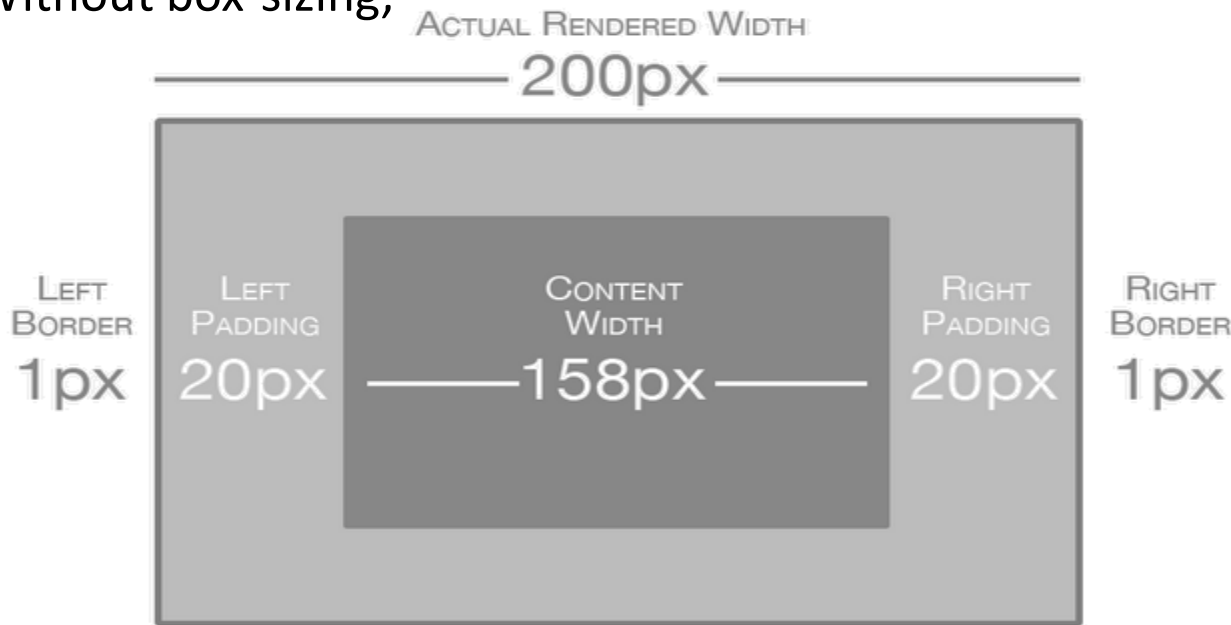 without box-sizing,
ACTUAL RENDERED WIDTH
200px
LEFT
BORDER
1px
LEFT
PADDING
20px
CONTENT
WIDTH
158px
RIGHT
PADDING
20px
RIGHT
BORDER
1px